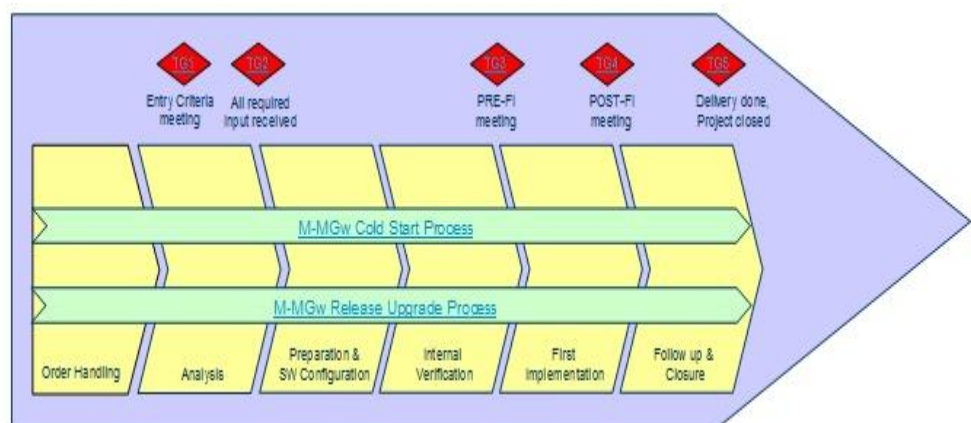 TG1
TG2
TG3
TG4
TG5
Entry Criteria
meeting
All required
Input received
PRE-FI
meeting
POST-FI
meeting
Delivery done,
Project closed
M-MGw Cold Start Process
M-MGw Release Upgrade Process
Order Handling
Analysis
Preparation &
SW Configuration
Internal
Verification
First
Implementation
Follow up &
Closure